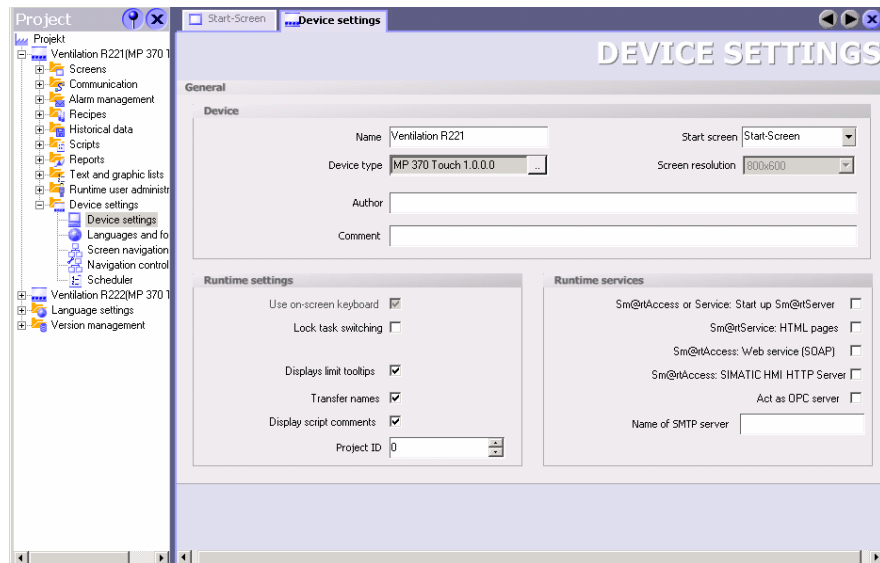 Project
Projekt
Ventilation R221(MP 370 T
Screens
Communication
Alarm management
Recipes
Historical data
Scripts
Reports
Text and graphic lists
Runtime user administr
Device settings
Device settings
Languages and fo
Screen navigation
Navigation control
Scheduler
Ventilation R222(MP 370 T
Language settings
Version management
Start-Screen
Device settings
DEVICE SETTINGS
General
Device
Name Ventilation R221
Start screen Start-Screen
Device type MP 370 Touch 1.0.0.0 ...
Screen resolution 800x600
Author
Comment
Runtime settings
Use on-screen keyboard
Lock task switching
Displays limit tooltips
Transfer names
Display script comments
Project ID 0
Runtime services
Sm@rtAccess or Service: Start up Sm@rtServer
Sm@rtService: HTML pages
Sm@rtAccess: Web service (SOAP)
Sm@rtAccess: SIMATIC HMI HTTP Server
Act as OPC server
Name of SMTP server